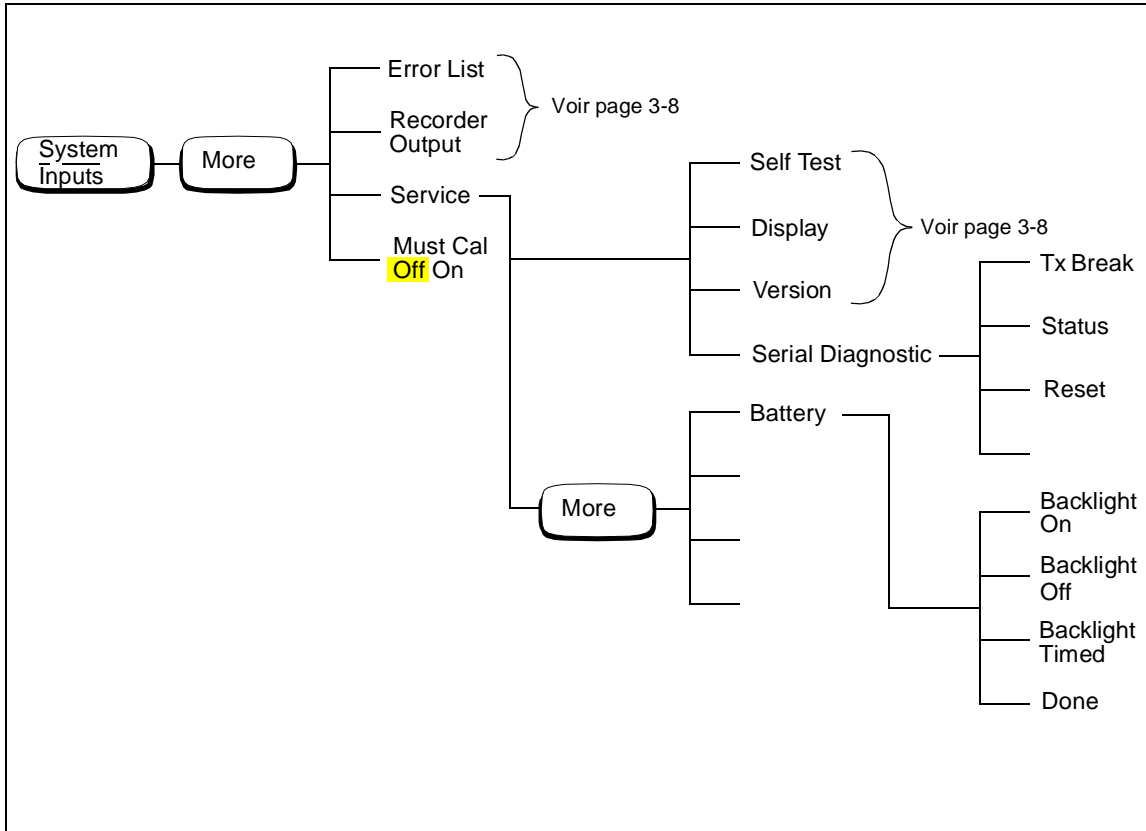 System
Inputs
More
Error List
Recorder
Output
Voir page 3-8
Service
Must Cal
Off On
Self Test
Display
Version
Voir page 3-8
Serial Diagnostic
Tx Break
Status
Reset
More
Battery
Backlight
On
Backlight
Off
Backlight
Timed
Done